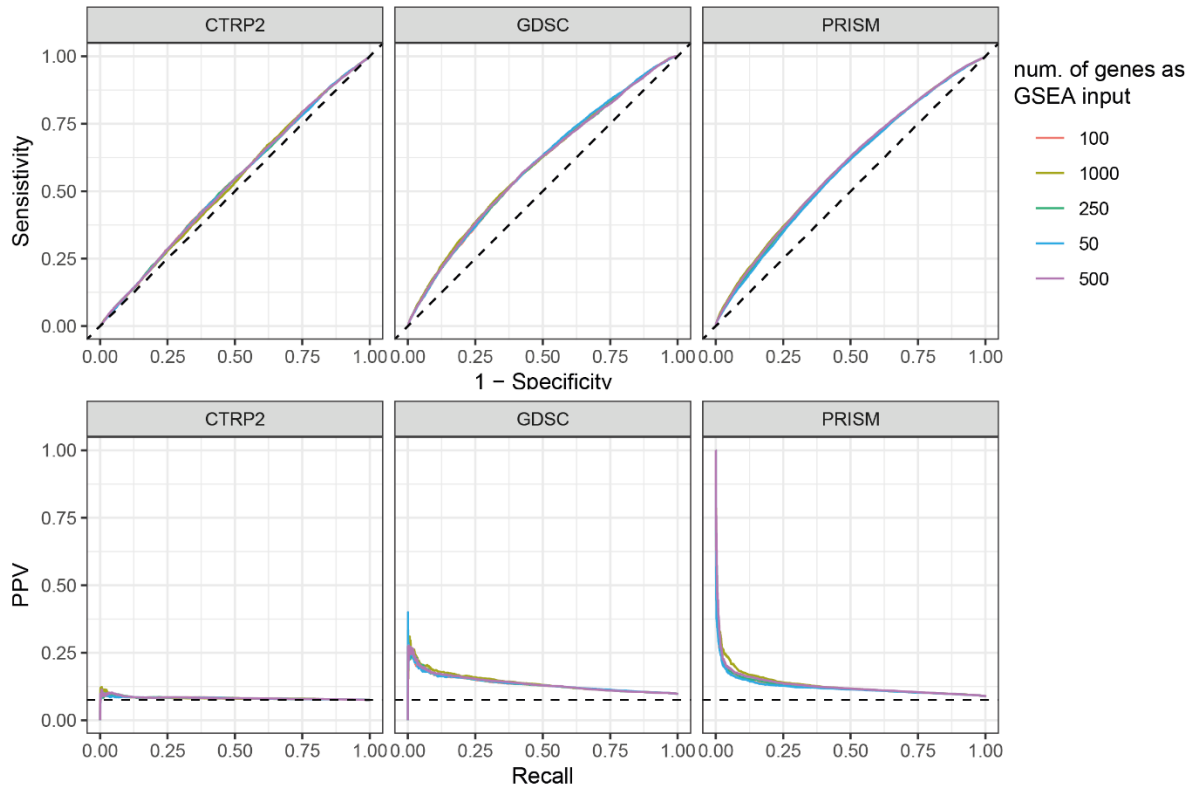 CTRP2 GDSC PRISM
1.00
0.75
0.50
0.25
0.00
Sensistivity
0.00 0.25 0.50 0.75 1.00 0.00 0.25 0.50 0.75 1.00 0.00 0.25 0.50 0.75 1.00
1 − Specificity
num. of genes as
GSEA input
100
1000
250
50
500
CTRP2 GDSC PRISM
1.00
0.75
0.50
0.25
0.00
PPV
0.00 0.25 0.50 0.75 1.00 0.00 0.25 0.50 0.75 1.00 0.00 0.25 0.50 0.75 1.00
Recall